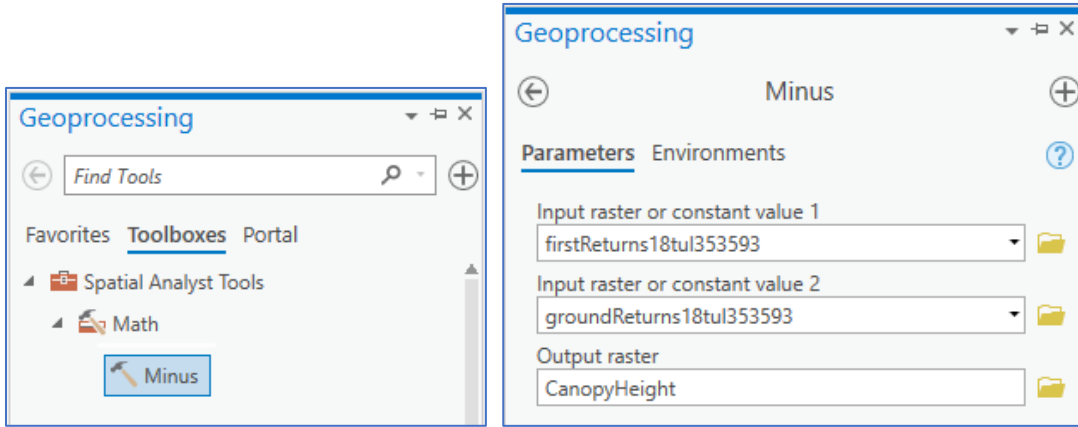 Geoprocessing
Find Tools
Favorites Toolboxes Portal
Spatial Analyst Tools
Math
Minus
Geoprocessing
Minus
Parameters Environments
Input raster or constant value 1
firstReturns18tul353593
Input raster or constant value 2
groundReturns18tul353593
Output raster
CanopyHeight